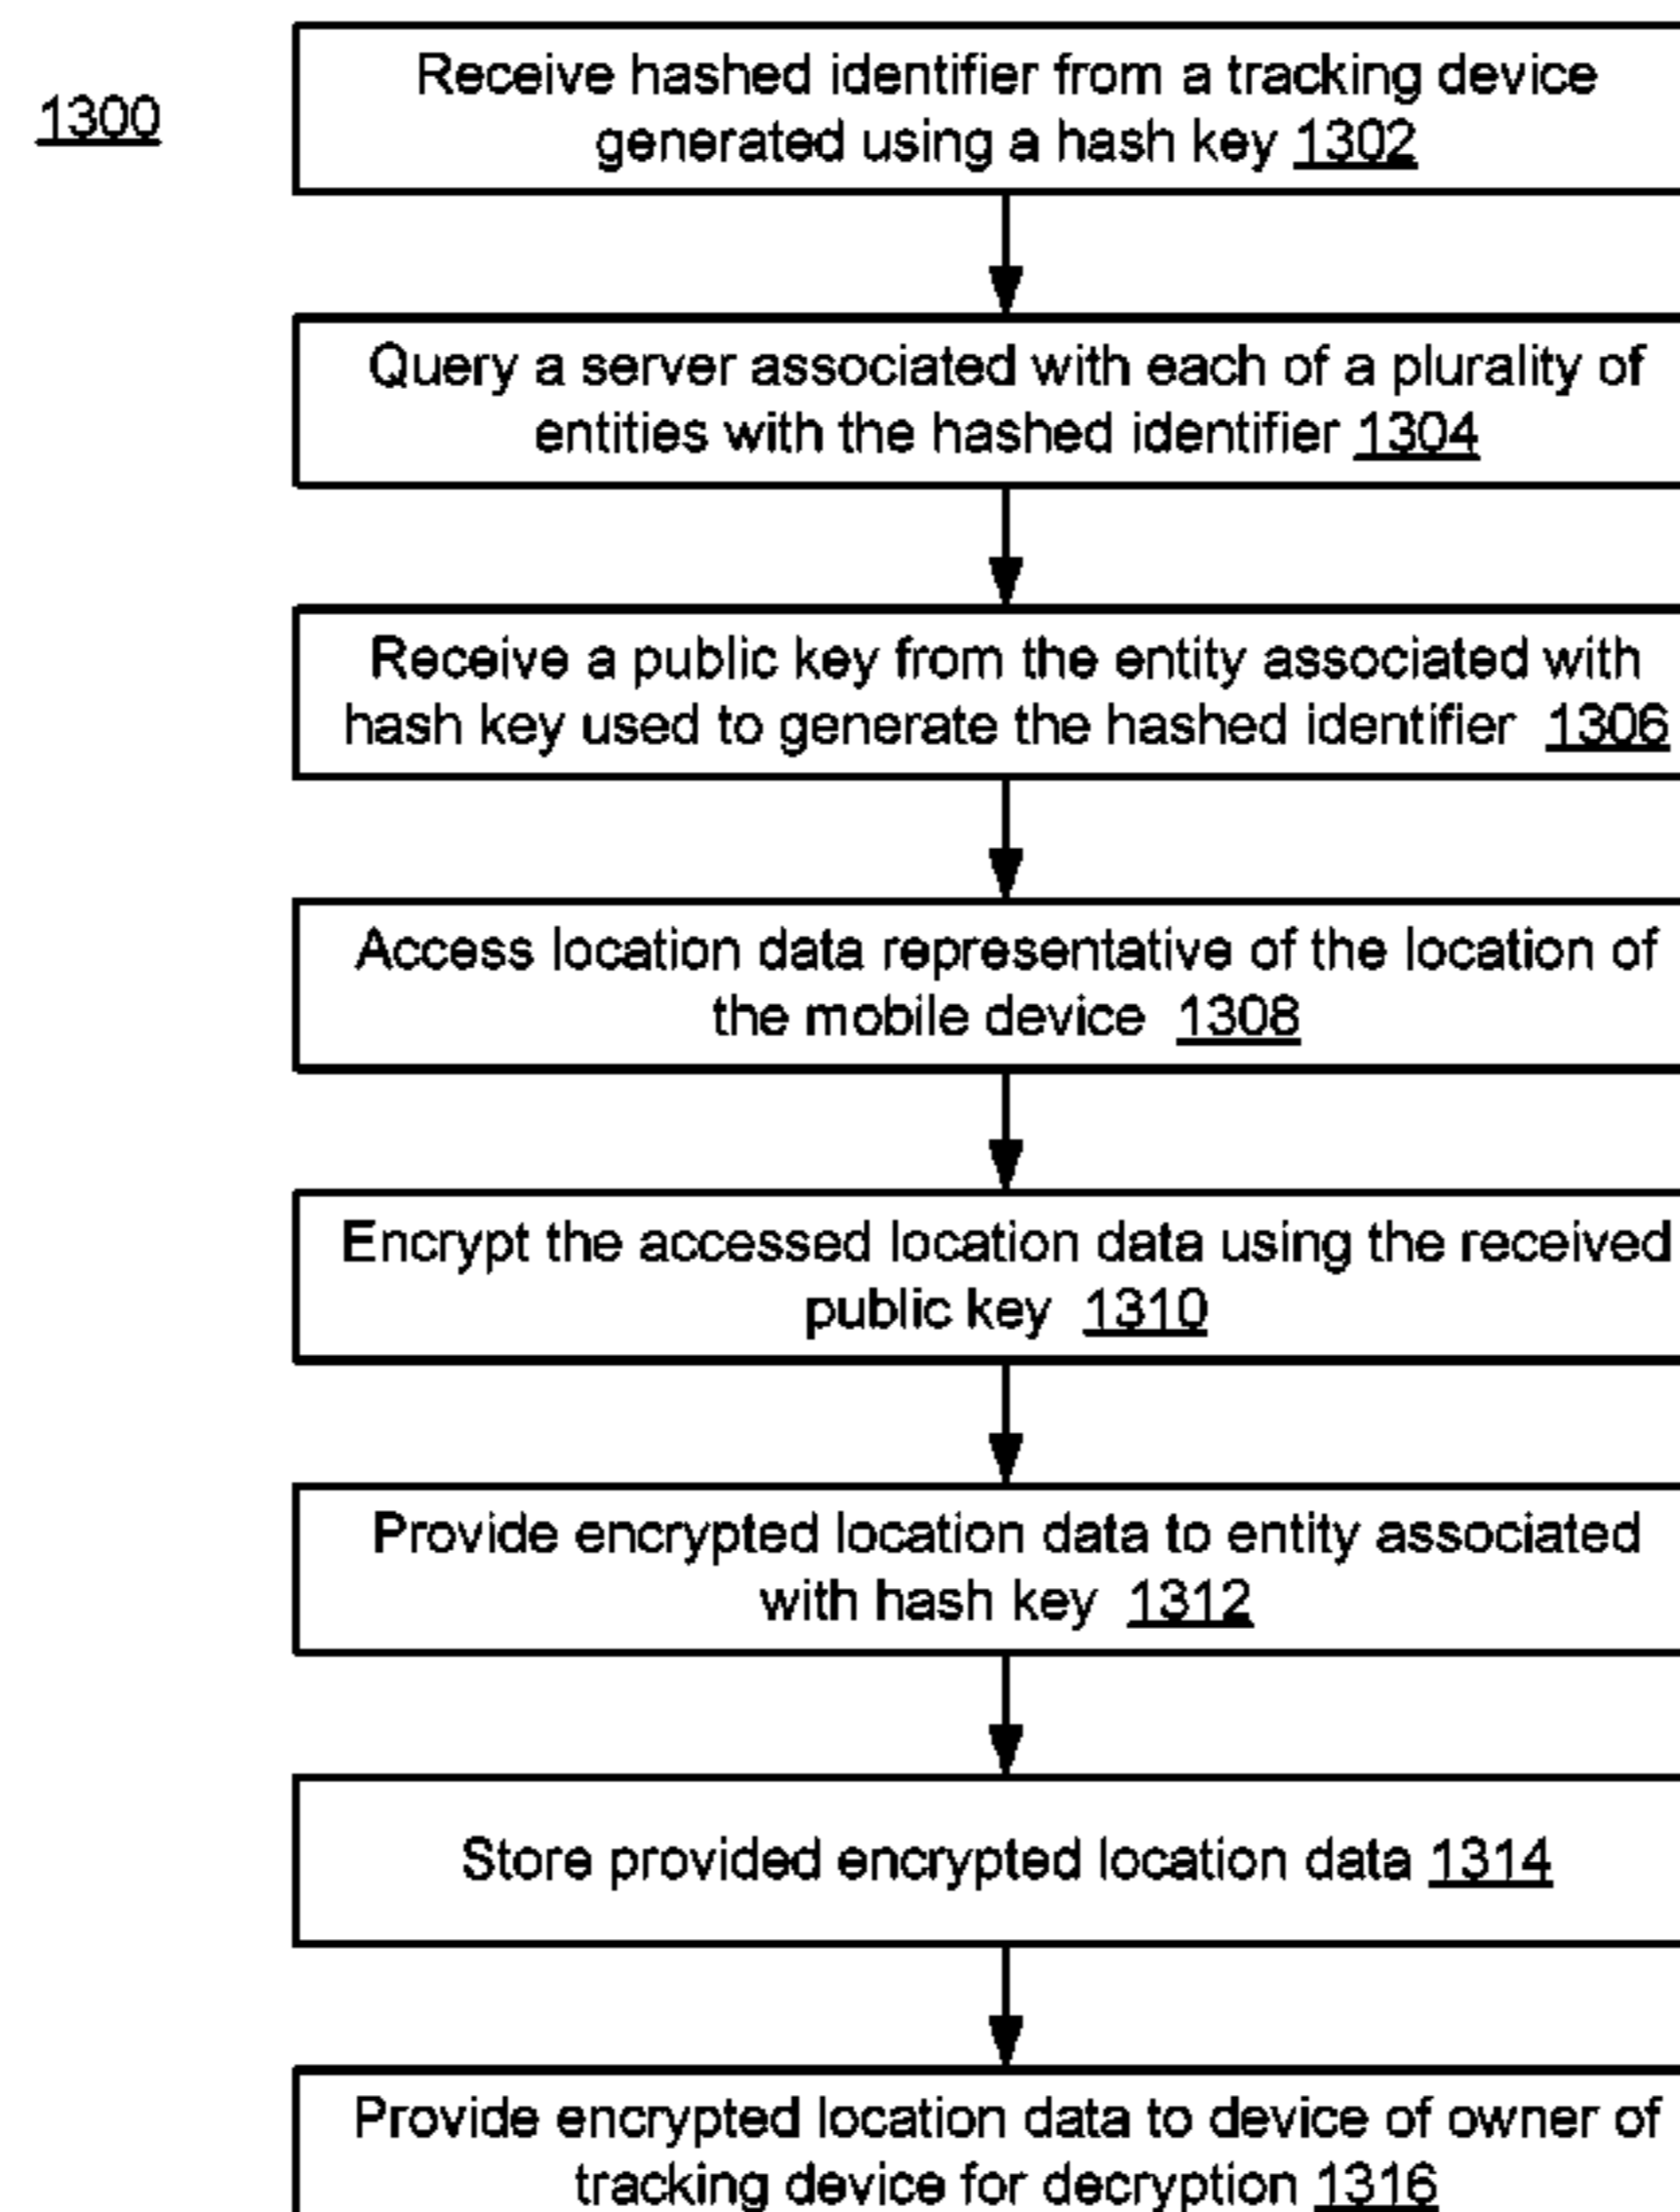 1300
Receive hashed identifier from a tracking device
generated using a hash key 1302
Query a server associated with each of a plurality of
entities with the hashed identifier 1304
Receive a public key from the entity associated with
hash key used to generate the hashed identifier 1306
Access location data representative of the location of
the mobile device 1308
Encrypt the accessed location data using the received
public key 1310
Provide encrypted location data to entity associated
with hash key 1312
Store provided encrypted location data 1314
Provide encrypted location data to device of owner of
tracking device for decryption 1316